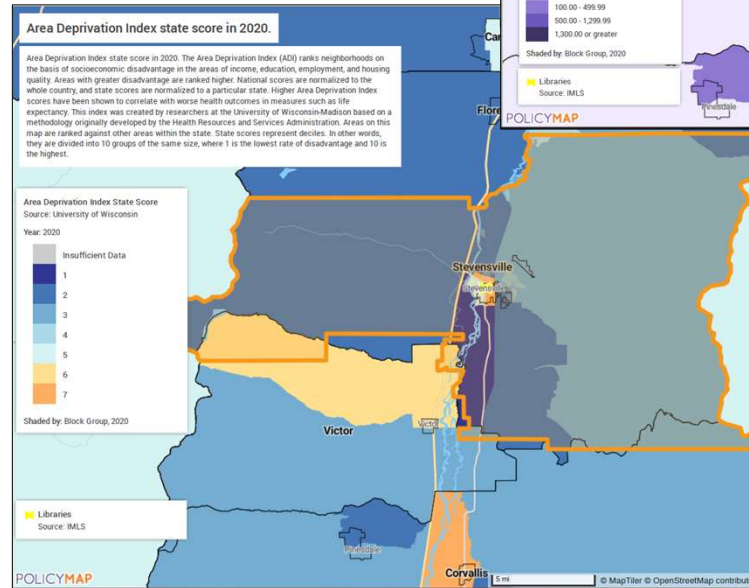 Area Deprivation Index state score in 2020.
Area Deprivation Index state score in 2020. The Area Deprivation Index (ADI) ranks neighborhoods on
the basis of socioeconomic disadvantage in the areas of income, education, employment, and housing
quality. Areas with greater disadvantage are ranked higher. National scores are normalized to the
whole country, and state scores are normalized to a particular state. Higher Area Deprivation Index
scores have been shown to correlate with worse health outcomes in measures such as life
expectancy. This index was created by researchers at the University of Wisconsin-Madison based on a
methodology originally developed by the Health Resources and Services Administration. Areas on this
map are ranked against other areas within the state. State scores represent deciles. In other words,
they are divided into 10 groups of the same size, where 1 is the lowest rate of disadvantage and 10 is
the highest.
100.00 - 499.99
500.00 - 1,299.99
1,300.00 or greater
Shaded by: Block Group, 2020
Libraries
Source: IMLS
Pinesdale
POLICYMAP
Area Deprivation Index State Score
Source: University of Wisconsin
Year: 2020
Insufficient Data
1
2
3
4
5
6
7
Shaded by: Block Group, 2020
Libraries
Source: IMLS
POLICYMAP
Stevensville
Stevensville
Victor
Victor
Pinesdale
Corvallis
5 mi
© MapTiler © OpenStreetMap contribut